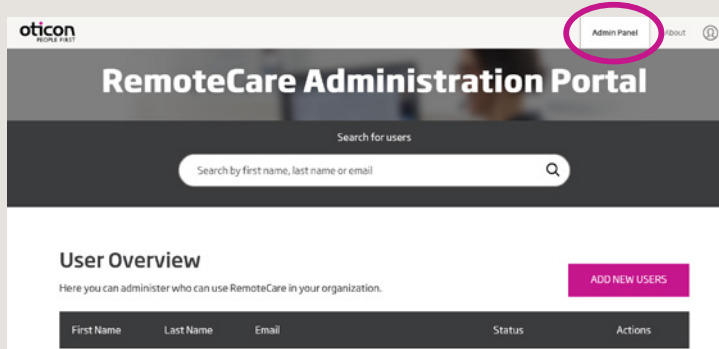 oticon
PEOPLE FIRST
Admin Panel
About
RemoteCare Administration Portal
Search for users
Search by first name, last name or email
User Overview
Here you can administer who can use RemoteCare in your organization.
ADD NEW USERS
First Name Last Name Email Status Actions